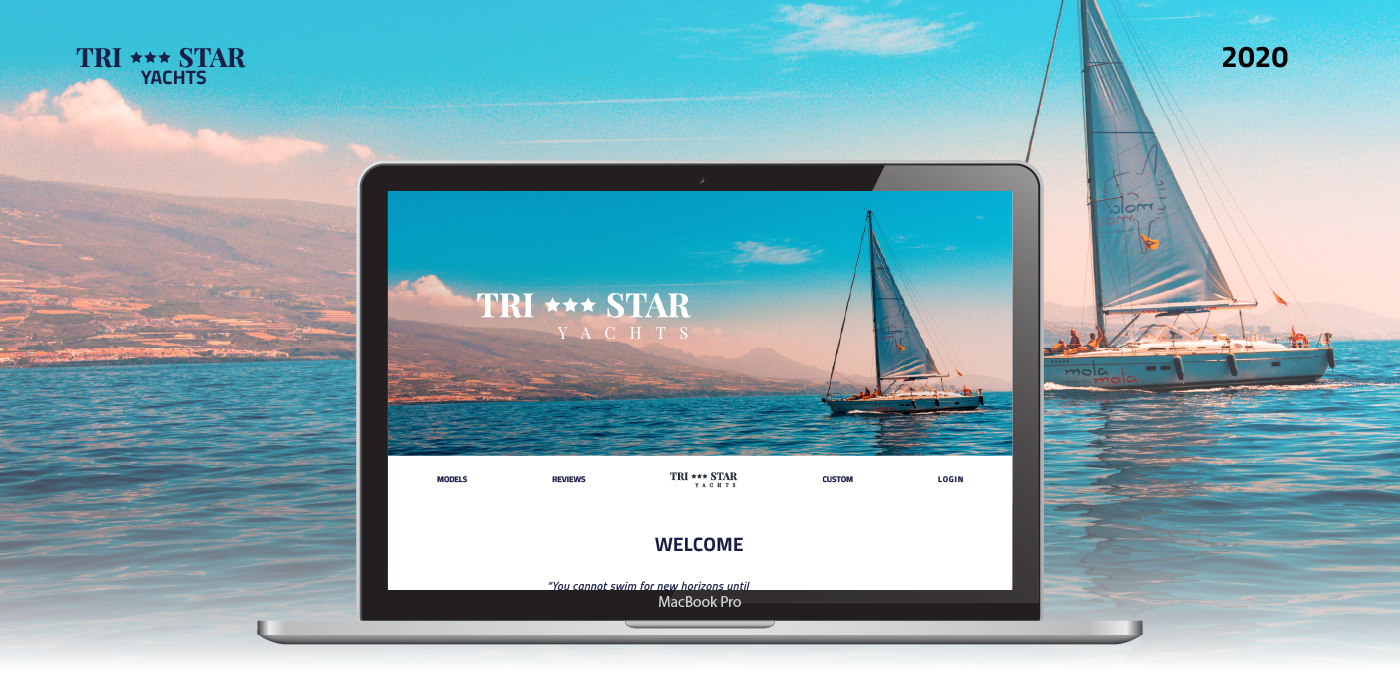 TRI ★★★ STAR
YACHTS
2020
TRI ★★★ STAR
YACHTS
MODELS
REVIEWS
TRI ★★★ STAR
YACHTS
CUSTOM
LOGIN
WELCOME
"You cannot swim for new horizons until
MacBook Pro
mola
mola